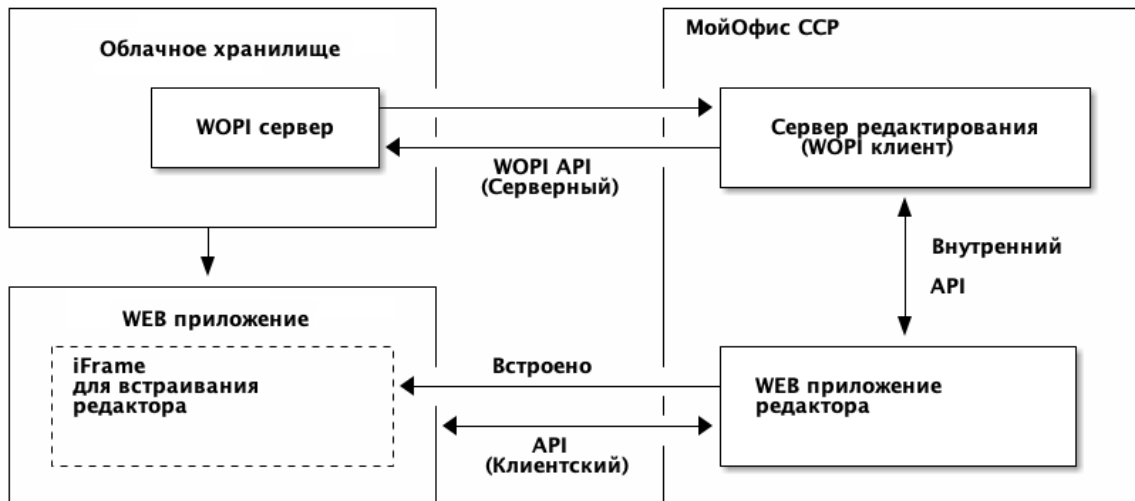 Облачное хранилище
WOPI сервер
МойОфис ССР
Сервер редактирования
(WOPI клиент)
WOPI API
(Серверный)
Внутренний
API
WEB приложение
iFrame
для встраивания
редактора
Встроено
API
(Клиентский)
WEB приложение
редактора